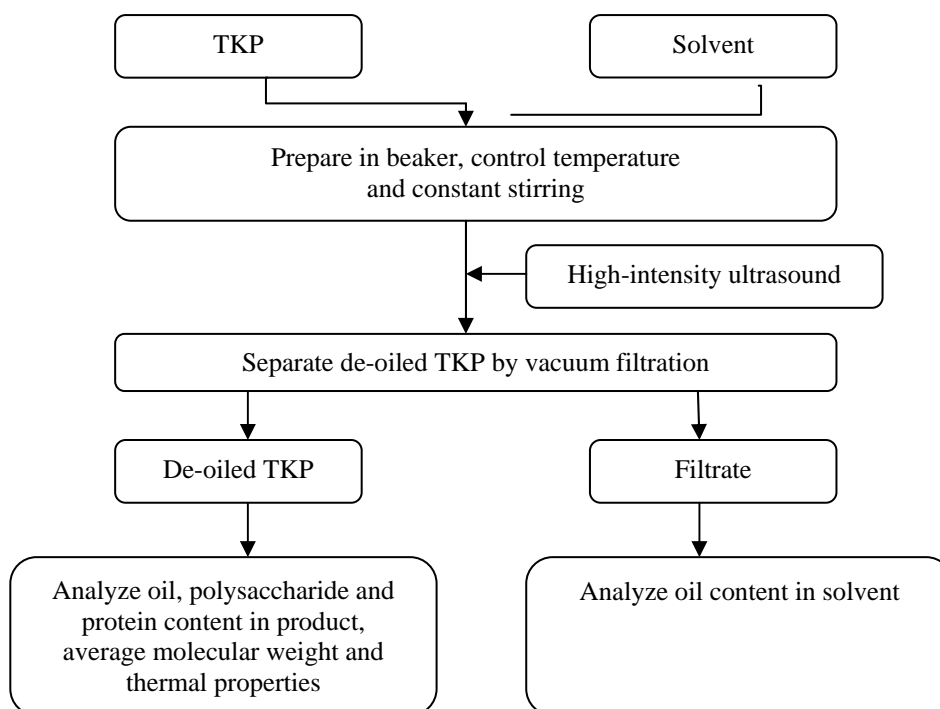 TKP
Solvent
Prepare in beaker, control temperature
and constant stirring
High-intensity ultrasound
Separate de-oiled TKP by vacuum filtration
De-oiled TKP
Filtrate
Analyze oil, polysaccharide and
protein content in product,
average molecular weight and
thermal properties
Analyze oil content in solvent